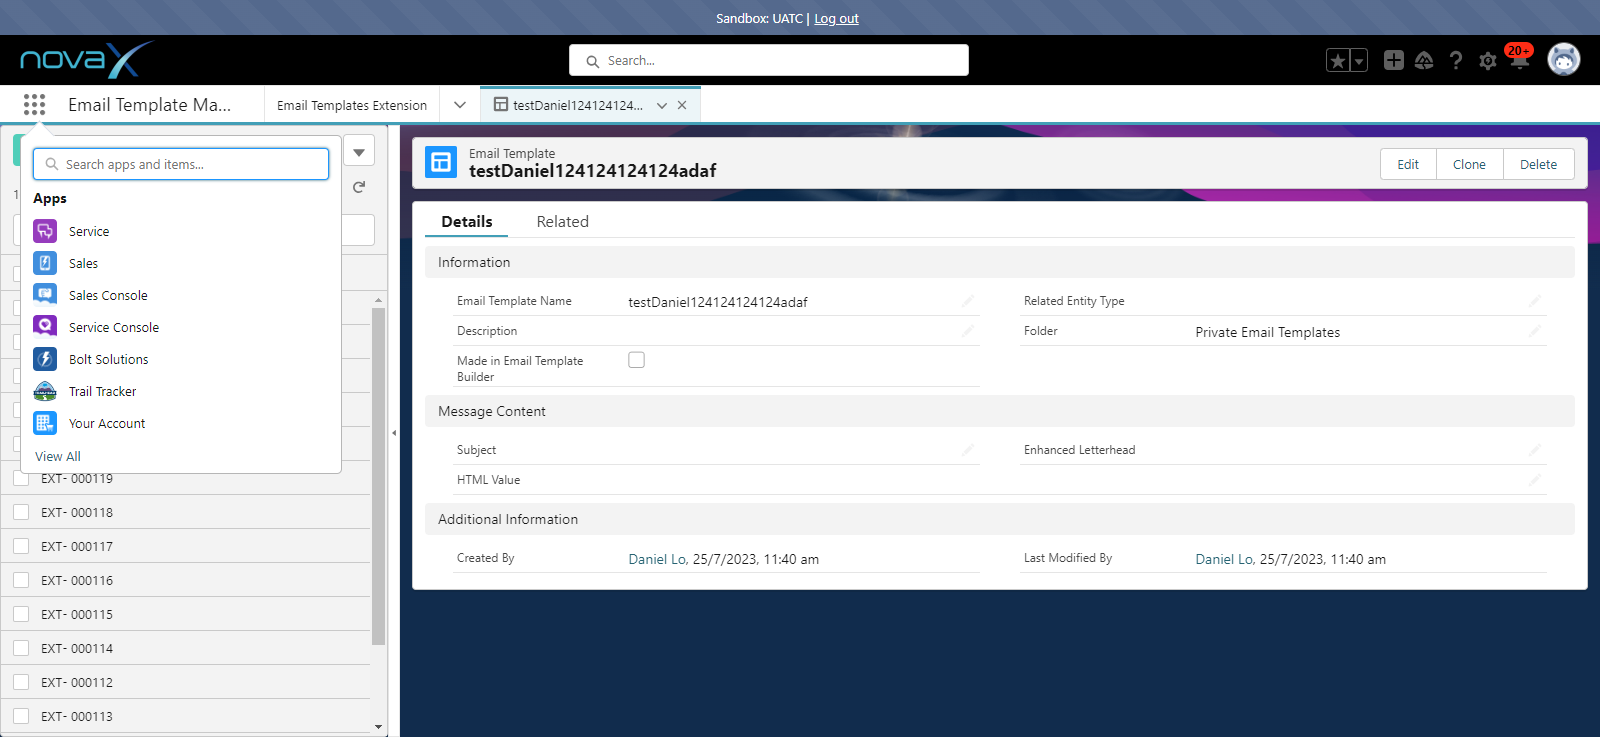 Sandbox: UATC | Log out
novaX
Search...
20+
Email Template Ma...
Email Templates Extension
testDaniel124124124...
Search apps and items...
Apps
Service
Sales
Sales Console
Service Console
Bolt Solutions
Trail Tracker
Your Account
View All
EXT- 000119
EXT- 000118
EXT- 000117
EXT- 000116
EXT- 000115
EXT- 000114
EXT- 000112
EXT- 000113
Email Template
testDaniel124124124124adaf
Edit
Clone
Delete
Details
Related
Information
Email Template Name
testDaniel124124124124adaf
Related Entity Type
Description
Folder
Private Email Templates
Made in Email Template
Builder
Message Content
Subject
Enhanced Letterhead
HTML Value
Additional Information
Created By
Daniel Lo, 25/7/2023, 11:40 am
Last Modified By
Daniel Lo, 25/7/2023, 11:40 am